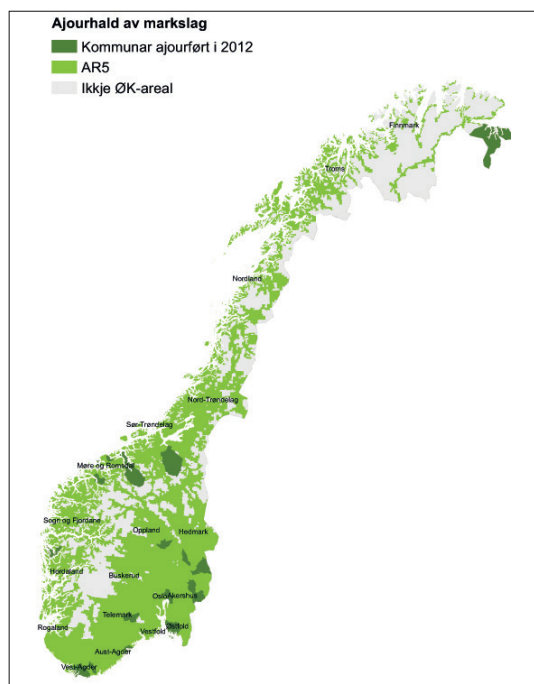 Ajourhald av markslag
Kommunar ajourført i 2012
AR5
Ikkje ØK-areal
Finnmark
Troms
Nordland
Nord-Trøndelag
Sør-Trøndelag
Møre og Romsdal
Sogn og Fjordane
Oppland
Hedmark
Hordaland
Buskerud
Oslo
Akershus
Telemark
Rogaland
Vestfold
Østfold
Aust-Agder
Vest-Agder